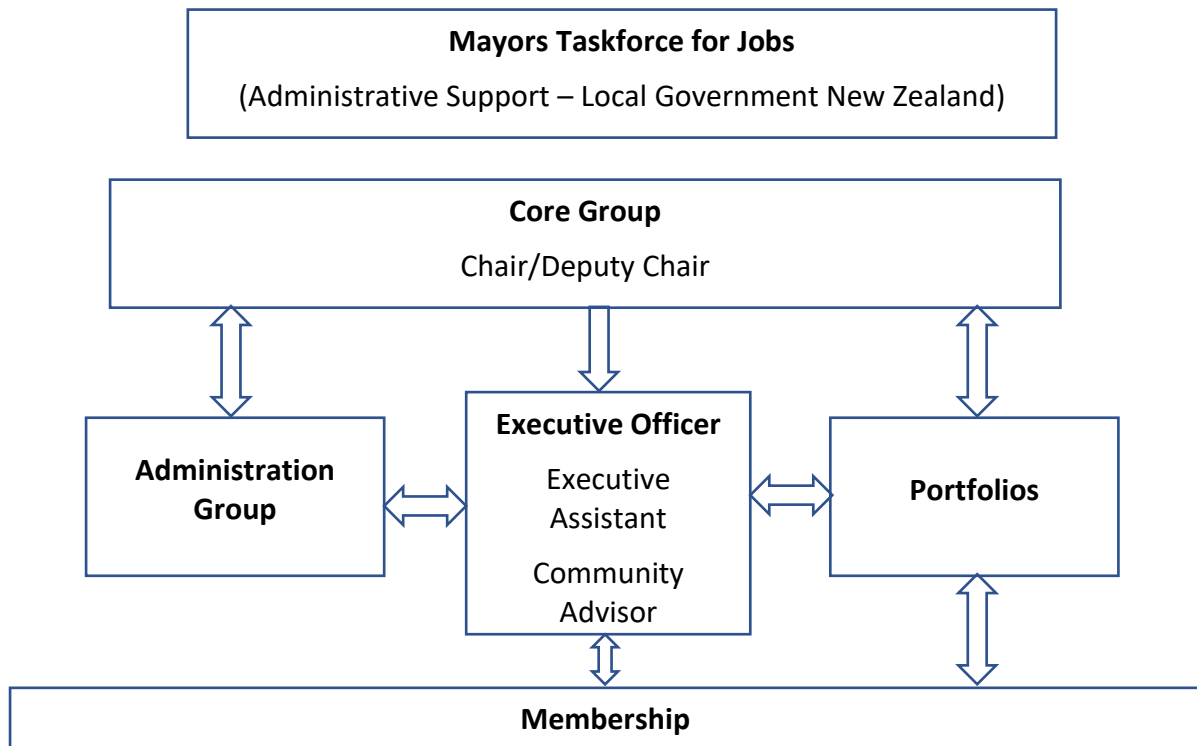 Mayors Taskforce for Jobs
(Administrative Support – Local Government New Zealand)
Core Group
Chair/Deputy Chair
Administration
Group
Executive Officer
Executive
Assistant
Community
Advisor
Portfolios
Membership